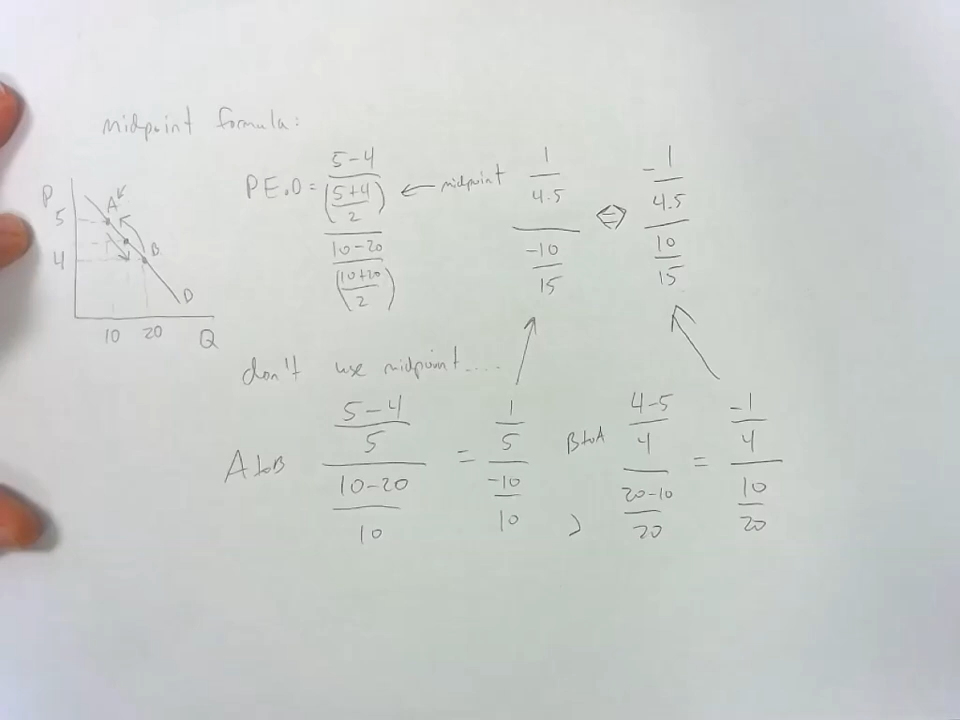 midpoint formula:
P
5
4
A
B
D
10 20 Q
PE.D = ((5-4)/((5+4)/2))/((10-20)/((10+20)/2)) ← midpoint (1/4.5)/(-10/15) ⇔ (-1/4.5)/(10/15)
don't use midpoint....
A to B ((5-4)/5)/((10-20)/10) = (1/5)/(-10/10) B to A ((4-5)/4)/((20-10)/20) = (-1/4)/(10/20)